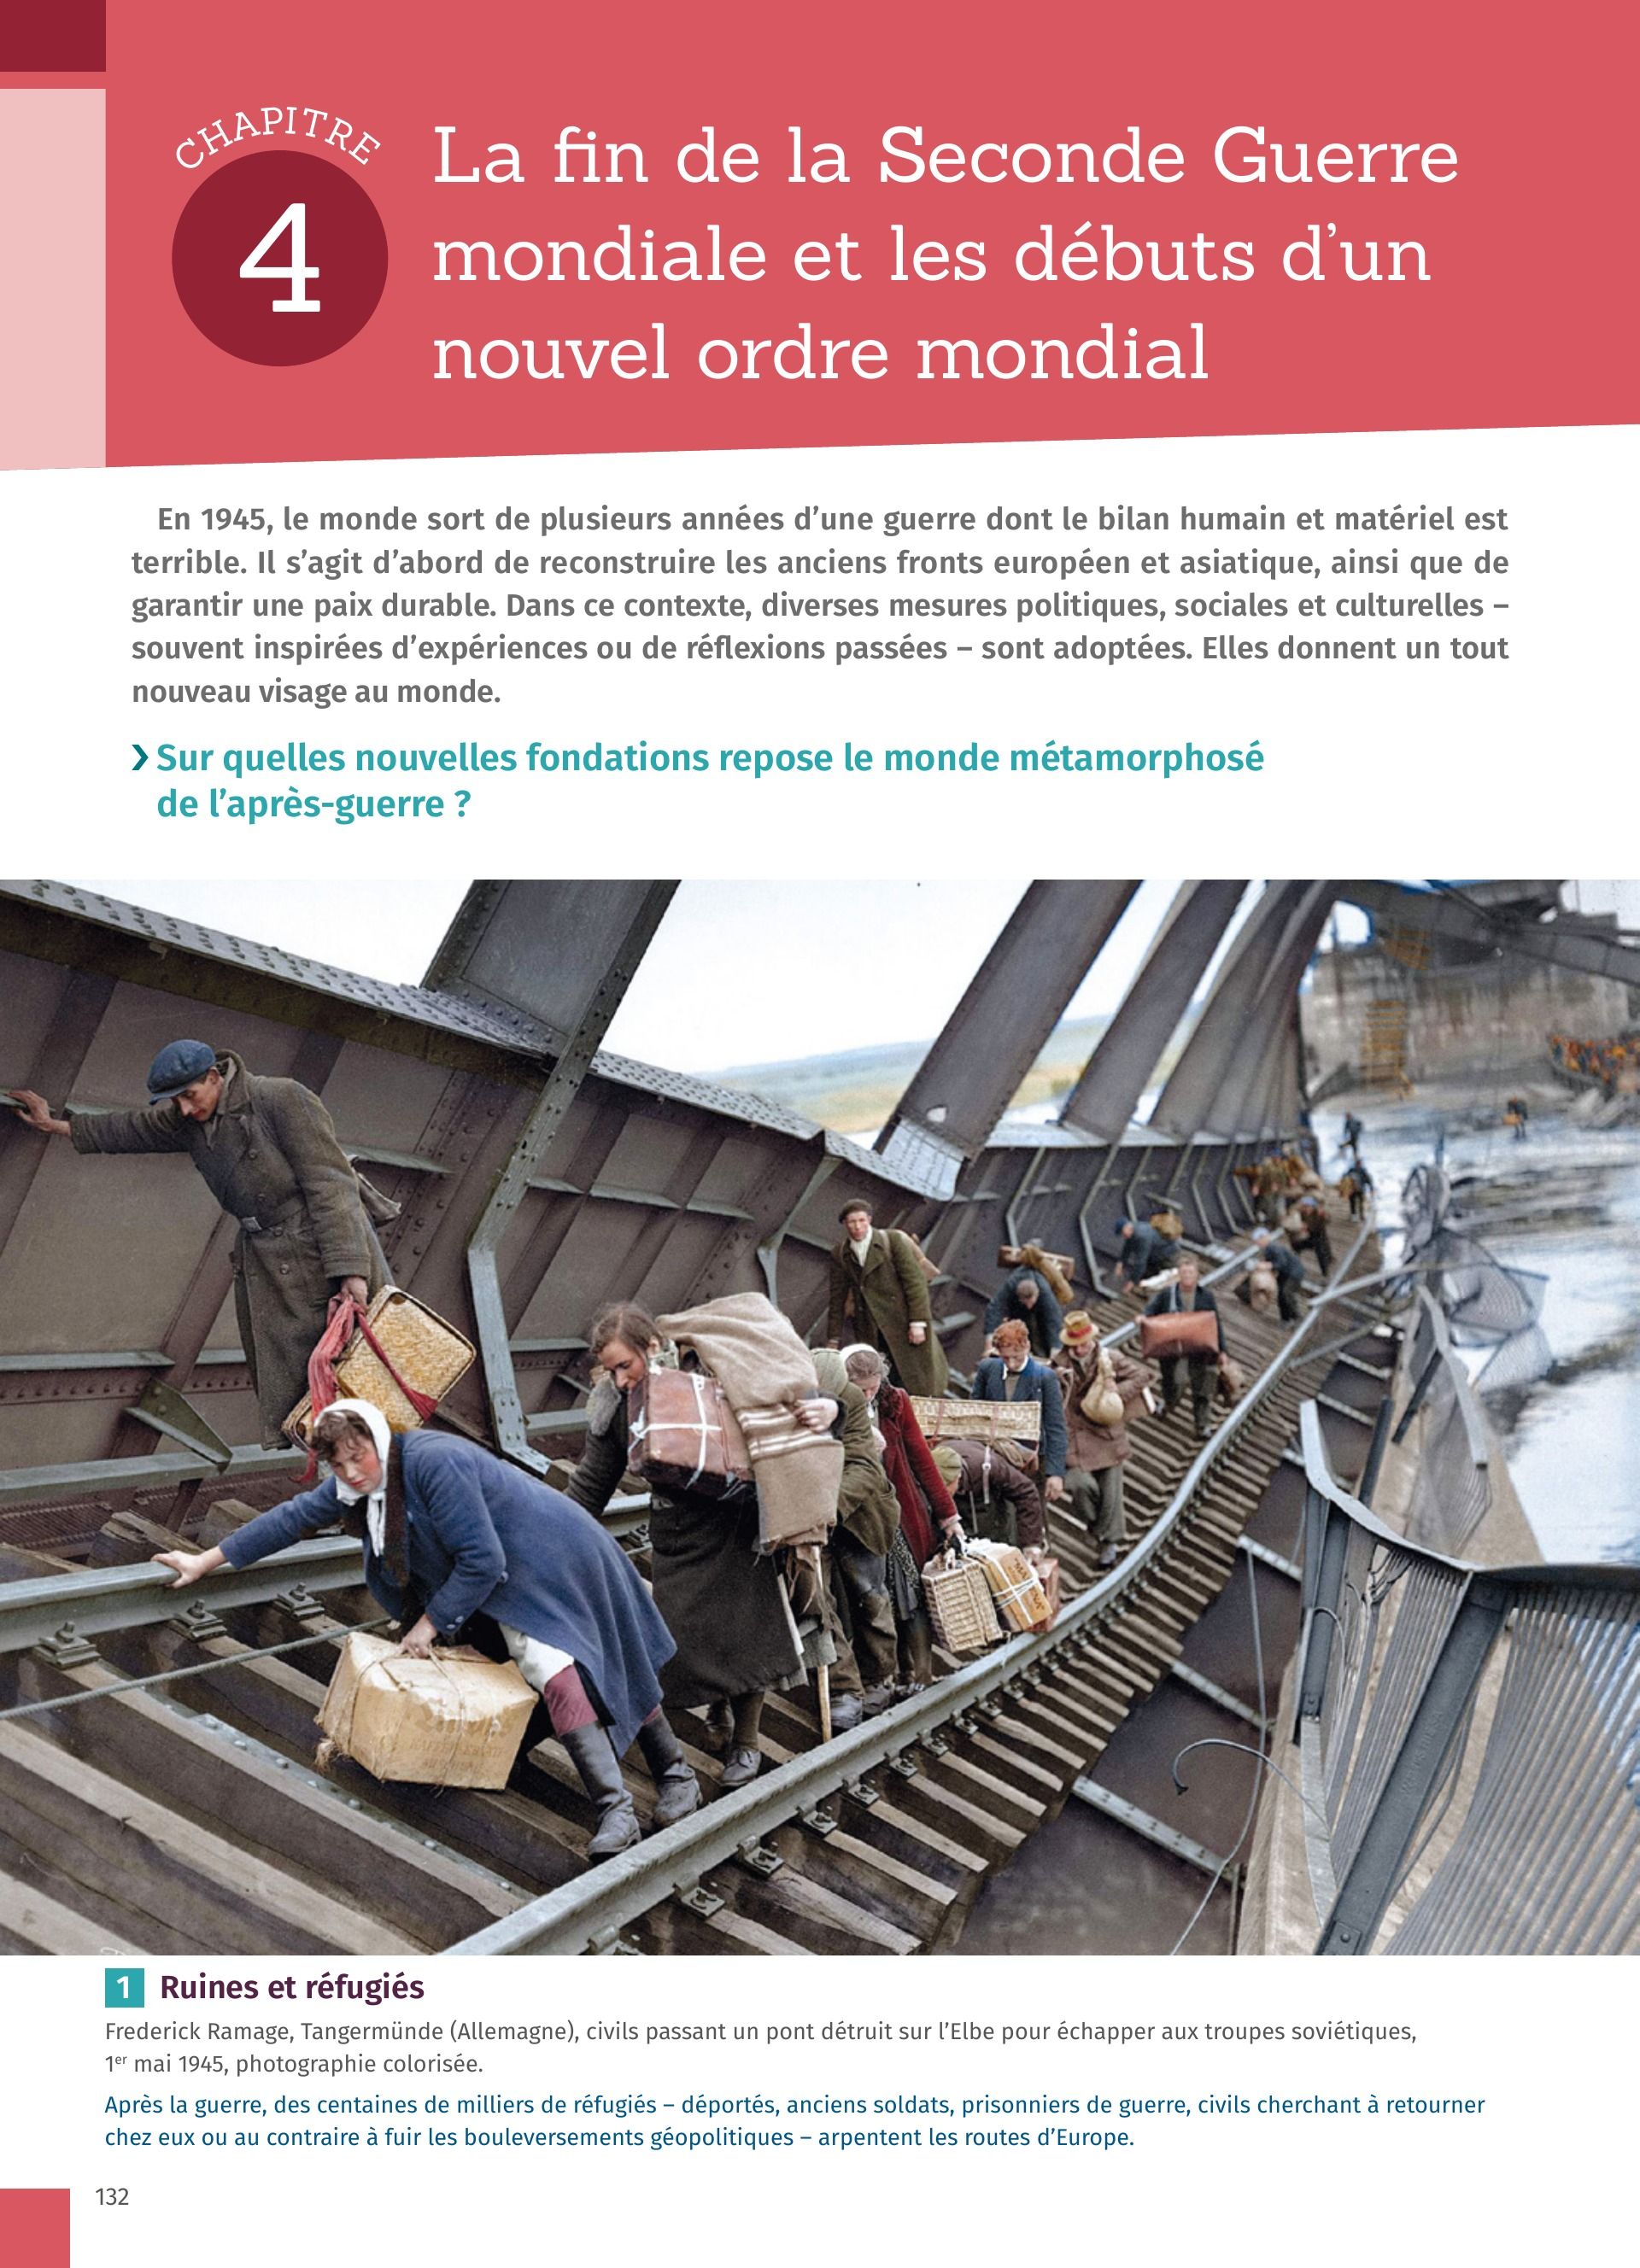 CHAPITRE
4
La fin de la Seconde Guerre
mondiale et les débuts d’un
nouvel ordre mondial
En 1945, le monde sort de plusieurs années d’une guerre dont le bilan humain et matériel est
terrible. Il s’agit d’abord de reconstruire les anciens fronts européen et asiatique, ainsi que de
garantir une paix durable. Dans ce contexte, diverses mesures politiques, sociales et culturelles –
souvent inspirées d’expériences ou de réflexions passées – sont adoptées. Elles donnent un tout
nouveau visage au monde.
❯ Sur quelles nouvelles fondations repose le monde métamorphosé
de l’après-guerre ?
1 Ruines et réfugiés
Frederick Ramage, Tangermünde (Allemagne), civils passant un pont détruit sur l’Elbe pour échapper aux troupes soviétiques,
1er mai 1945, photographie colorisée.
Après la guerre, des centaines de milliers de réfugiés – déportés, anciens soldats, prisonniers de guerre, civils cherchant à retourner
chez eux ou au contraire à fuir les bouleversements géopolitiques – arpentent les routes d’Europe.
132